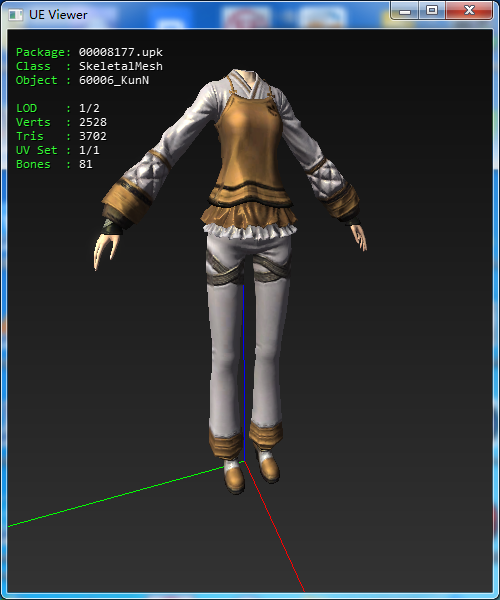 UE Viewer
Package: 00008177.upk
Class : SkeletalMesh
Object : 60006_KunN
LOD : 1/2
Verts : 2528
Tris : 3702
UV Set : 1/1
Bones : 81